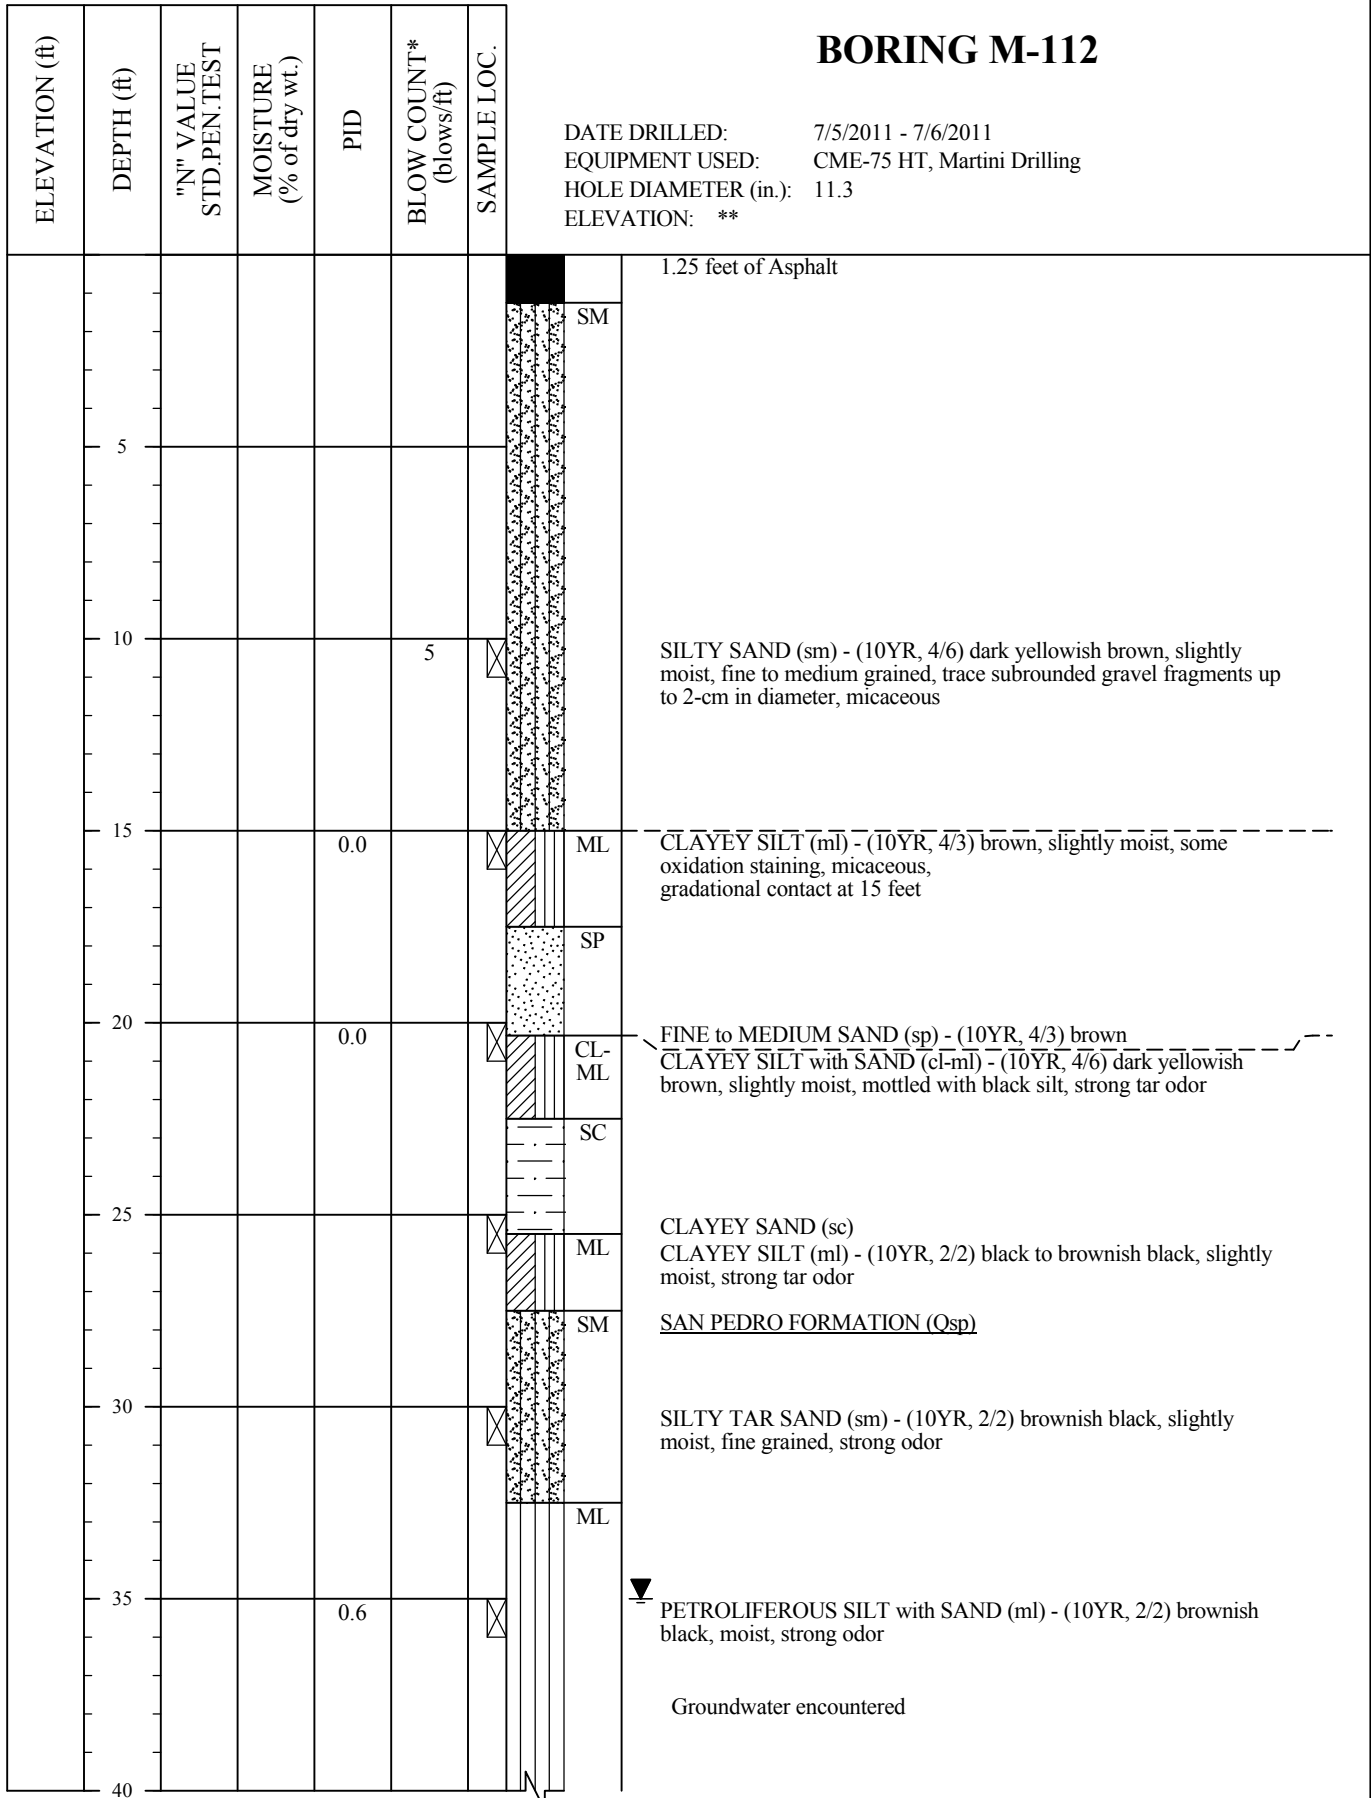 BORING M-112
ELEVATION (ft)
DEPTH (ft)
"N" VALUE
STD.PEN.TEST
MOISTURE
(% of dry wt.)
PID
BLOW COUNT*
(blows/ft)
SAMPLE LOC.
DATE DRILLED: 7/5/2011 - 7/6/2011
EQUIPMENT USED: CME-75 HT, Martini Drilling
HOLE DIAMETER (in.): 11.3
ELEVATION: **
1.25 feet of Asphalt
SM
5
10
5
SILTY SAND (sm) - (10YR, 4/6) dark yellowish brown, slightly
moist, fine to medium grained, trace subrounded gravel fragments up
to 2-cm in diameter, micaceous
15
0.0
ML
CLAYEY SILT (ml) - (10YR, 4/3) brown, slightly moist, some
oxidation staining, micaceous,
gradational contact at 15 feet
SP
20
0.0
FINE to MEDIUM SAND (sp) - (10YR, 4/3) brown
CL-
ML
CLAYEY SILT with SAND (cl-ml) - (10YR, 4/6) dark yellowish
brown, slightly moist, mottled with black silt, strong tar odor
SC
25
CLAYEY SAND (sc)
ML
CLAYEY SILT (ml) - (10YR, 2/2) black to brownish black, slightly
moist, strong tar odor
SM
SAN PEDRO FORMATION (Qsp)
30
SILTY TAR SAND (sm) - (10YR, 2/2) brownish black, slightly
moist, fine grained, strong odor
ML
35
0.6
PETROLIFEROUS SILT with SAND (ml) - (10YR, 2/2) brownish
black, moist, strong odor
Groundwater encountered
40